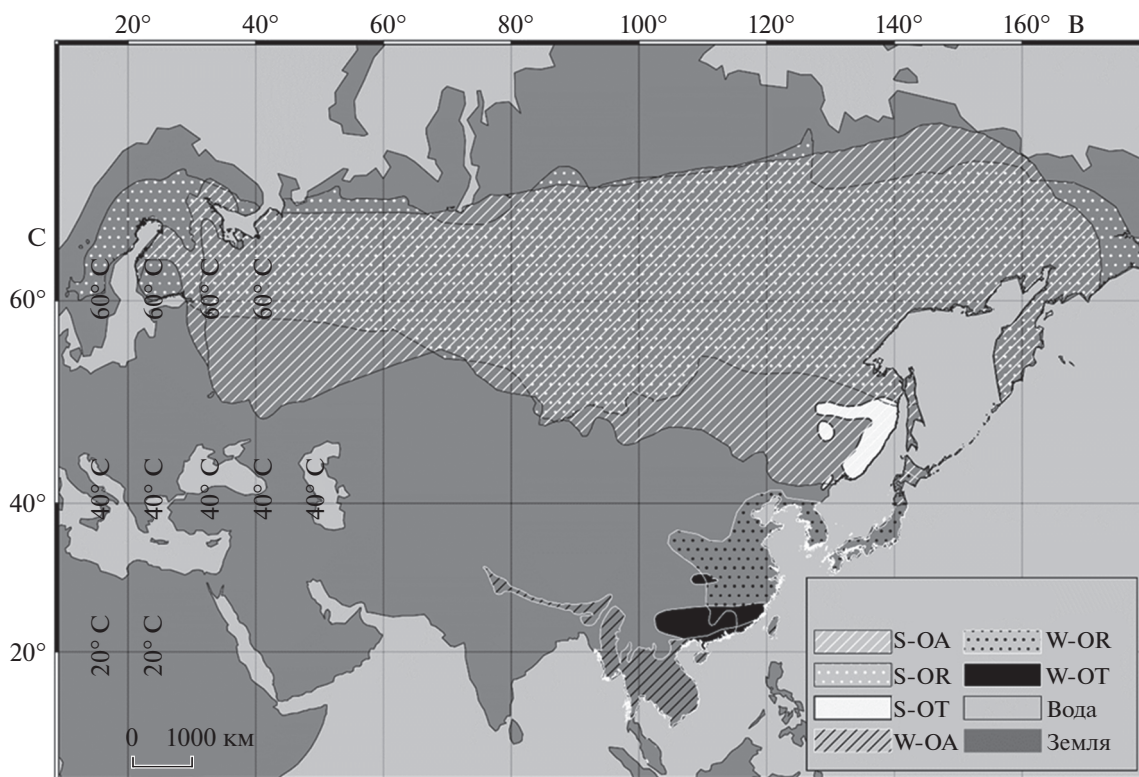 20° 40° 60° 80° 100° 120° 140° 160° В
С
60°
60° С 60° С 60° С 60° С
40°
40° С 40° С 40° С 40° С 40° С
20°
20° С 20° С
0 1000 км
S-OA W-OR
S-OR W-OT
S-OT Вода
W-OA Земля